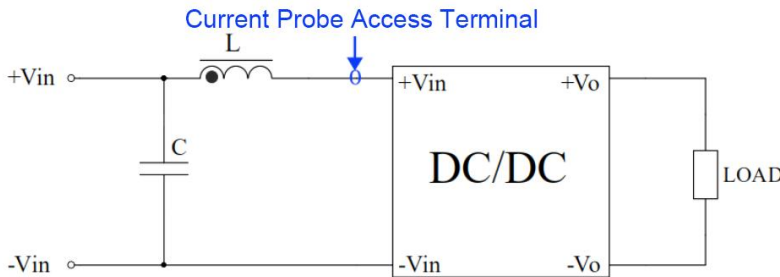 Current Probe Access Terminal
L
+Vin
+Vin
+Vo
C
DC/DC
LOAD
-Vin
-Vin
-Vo